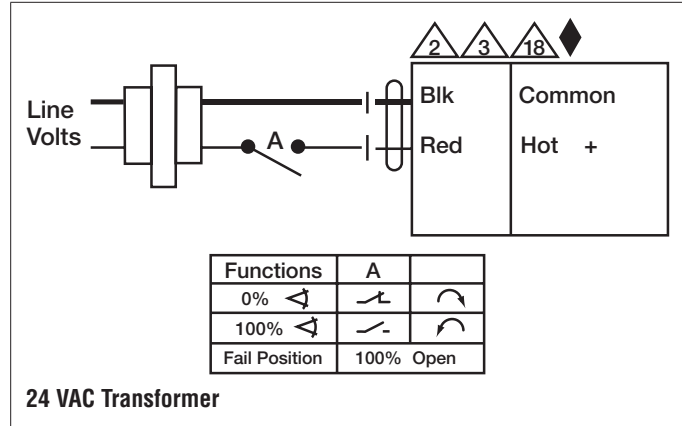 2 3 18
Line
Volts
A
Blk Common
Red Hot +
Functions A
0%
100%
Fail Position 100% Open
24 VAC Transformer